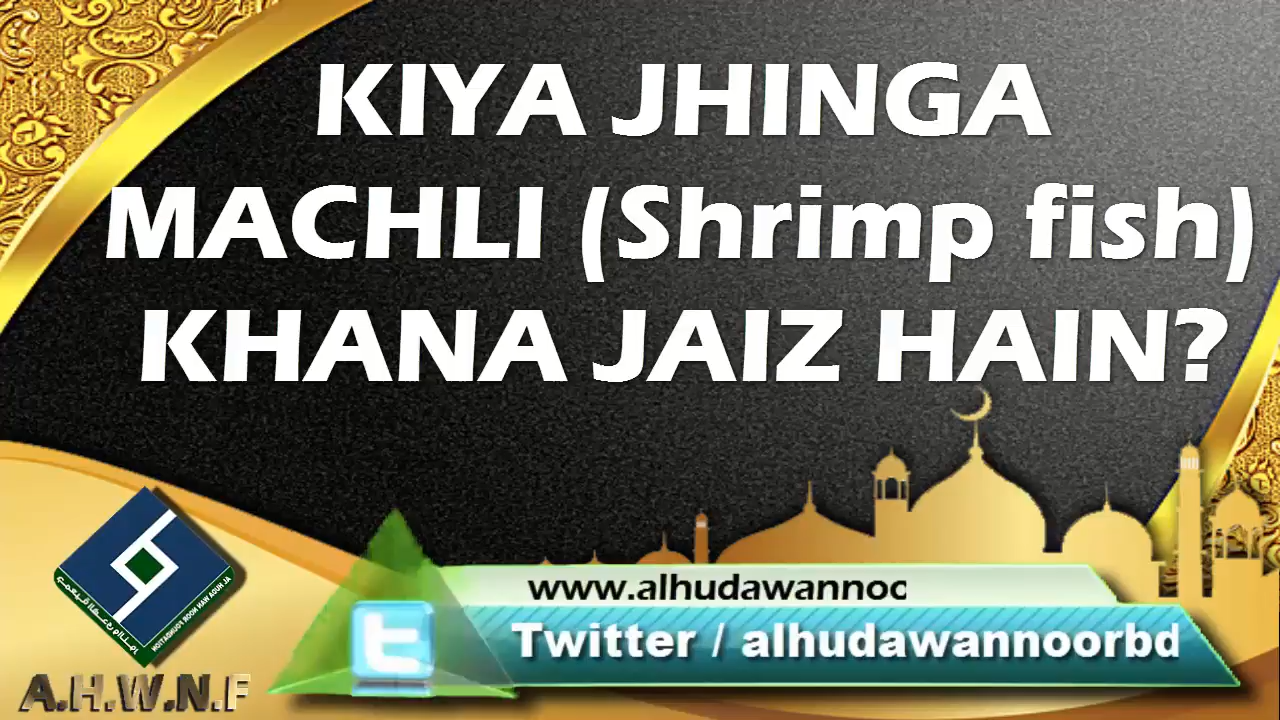 KIYA JHINGA
MACHLI (Shrimp fish)
KHANA JAIZ HAIN?
www.alhudawannoc
Twitter / alhudawannoorbd
A.H.W.N.F